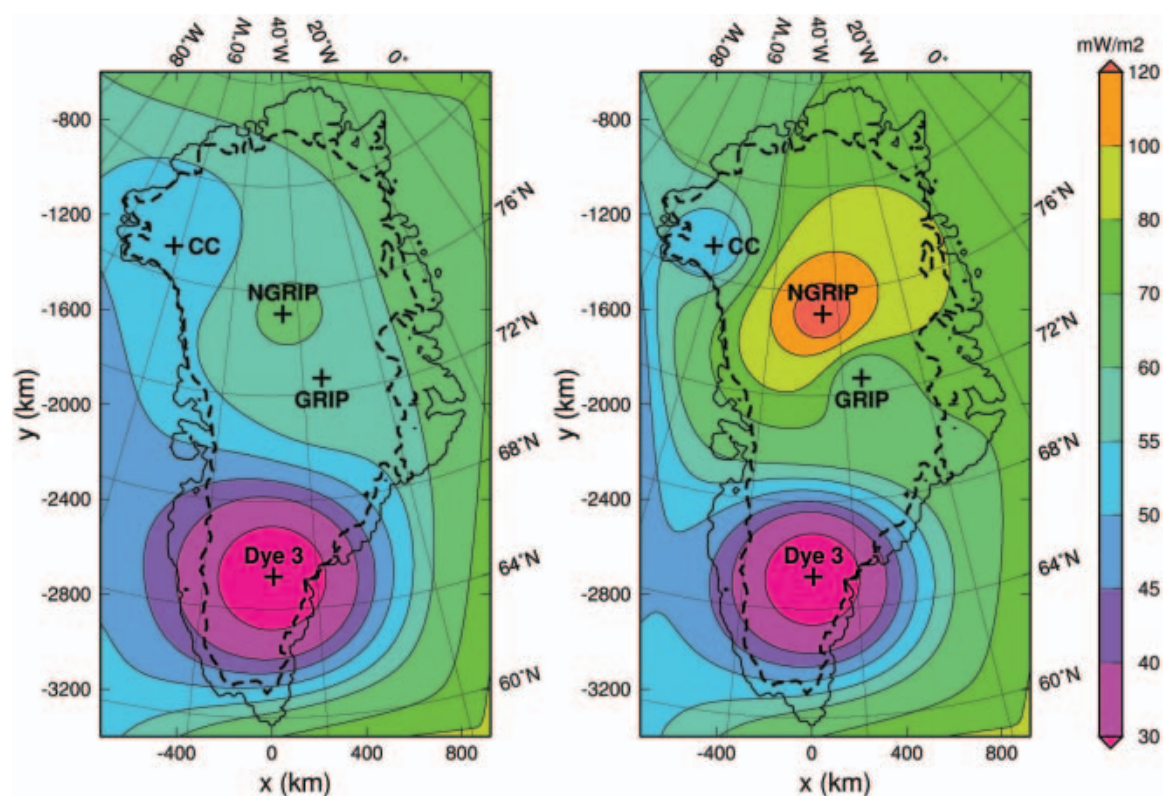 80°W 60°W 40°W 20°W 0° 80°W 60°W 40°W 20°W 0° mW/m2
-800 -800 120
100
76°N 76°N
-1200 CC -1200 CC 80
NGRIP NGRIP 70
-1600 72°N -1600 72°N
GRIP GRIP 60
-2000 -2000
y (km) y (km)
68°N 68°N 55
-2400 -2400 50
Dye 3 Dye 3
64°N 64°N 45
-2800 -2800
60°N 60°N 40
-3200 -3200
30
-400 0 400 -400 0 400 800
x (km) x (km)